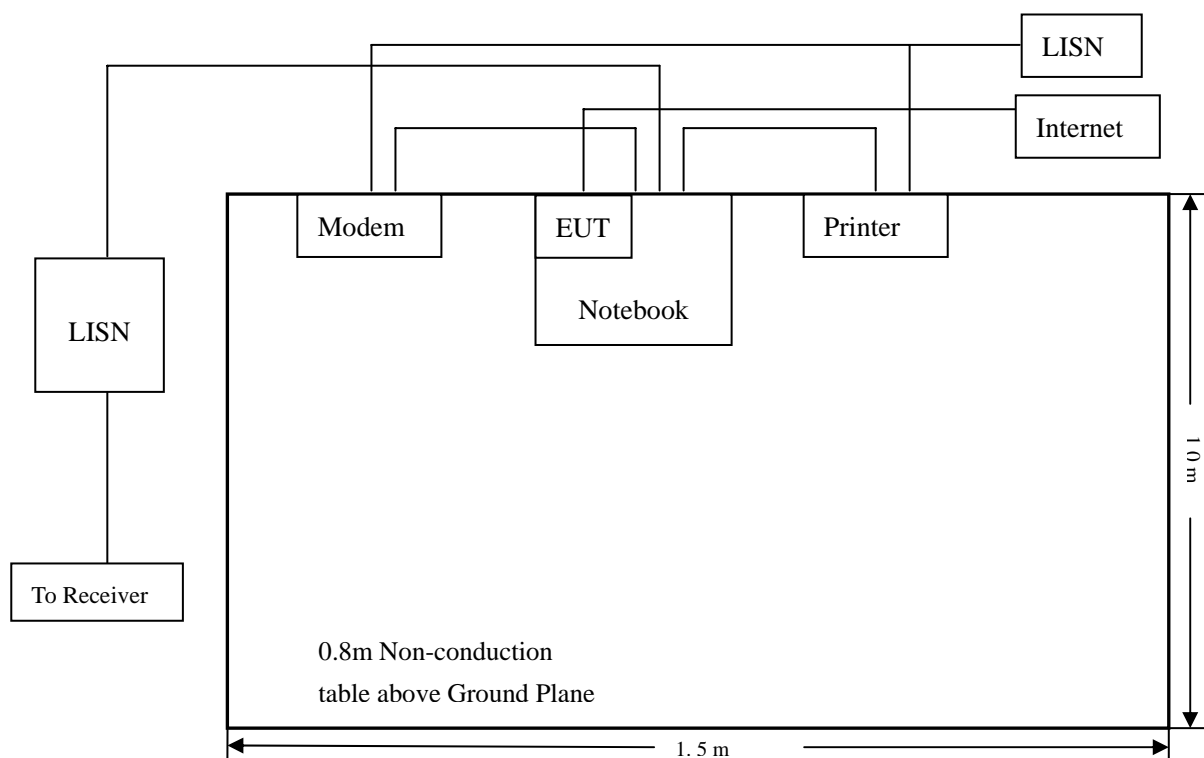 LISN
Internet
Modem
EUT
Printer
Notebook
LISN
1 0 m
To Receiver
0.8m Non-conduction
table above Ground Plane
1. 5 m